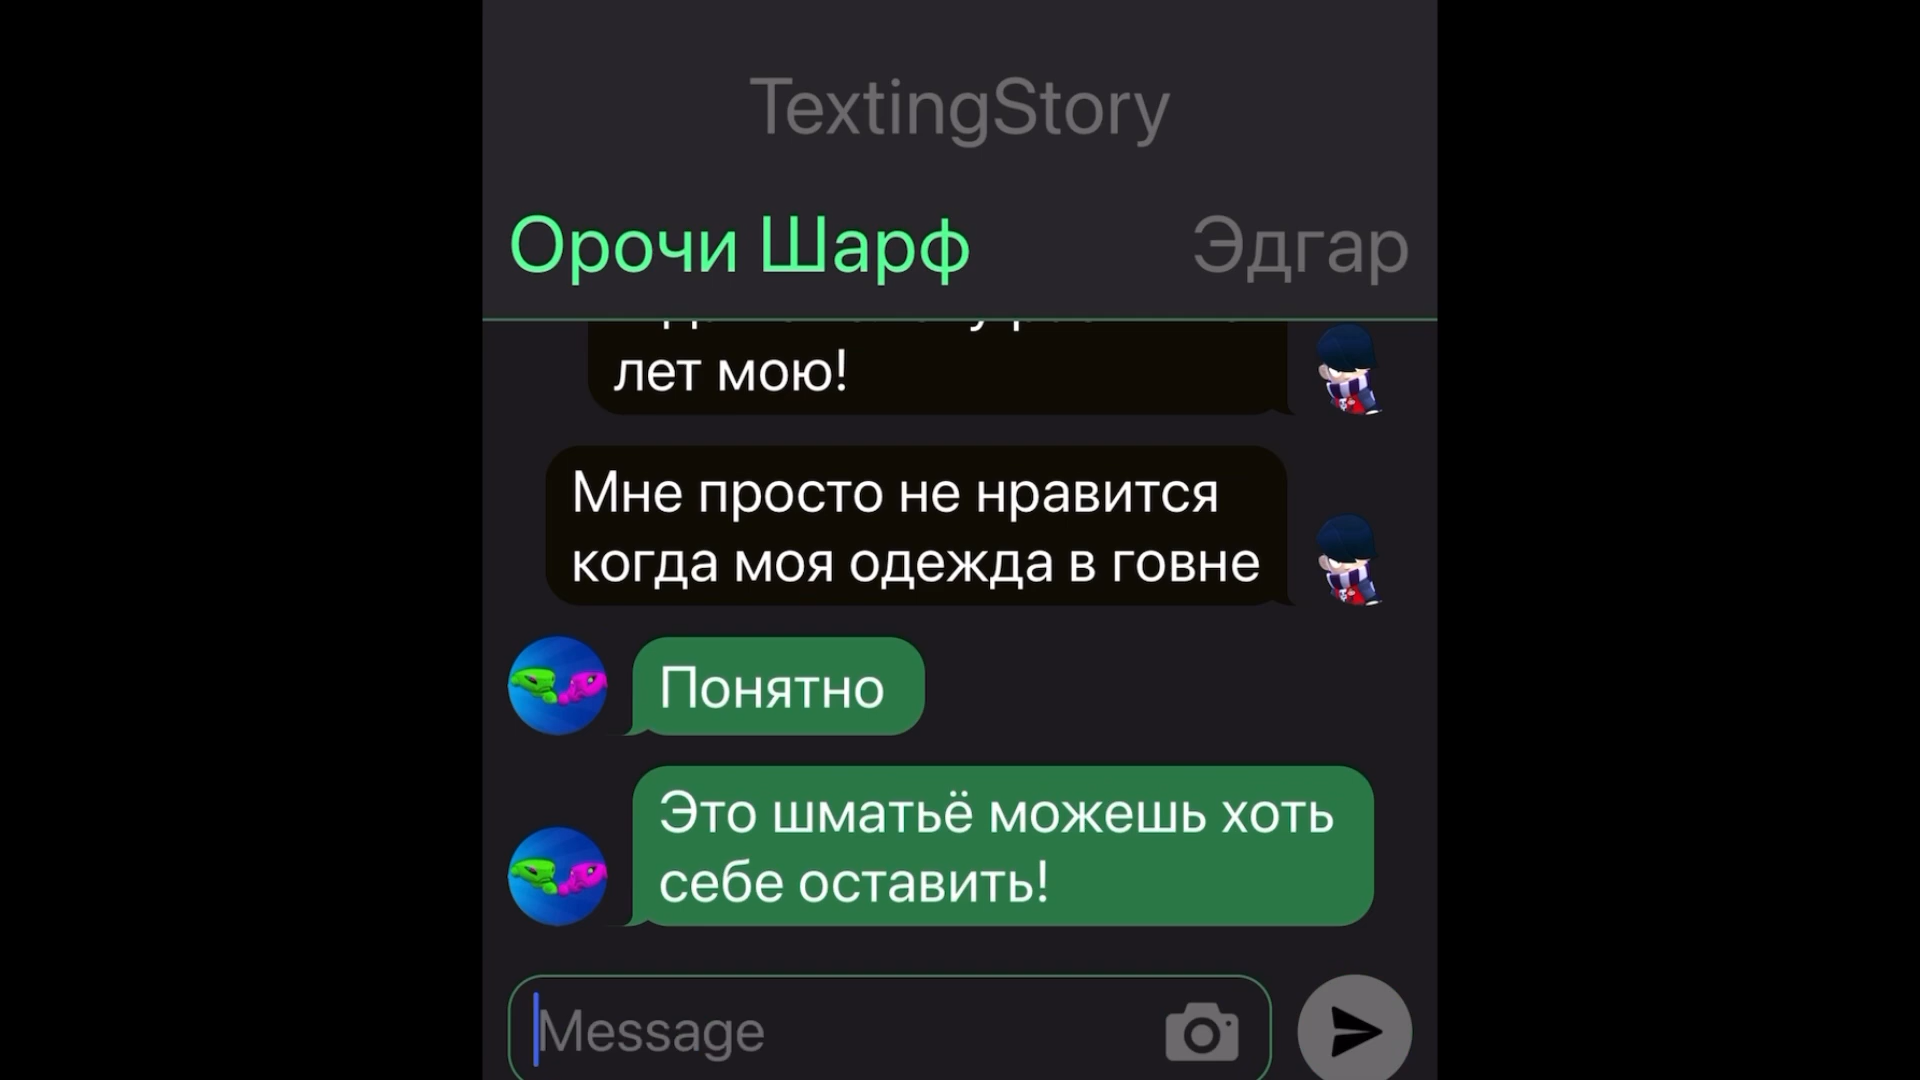 TextingStory
Орочи Шарф
Эдгар
лет мою!
Мне просто не нравится
когда моя одежда в говне
Понятно
Это шматьё можешь хоть
себе оставить!
Message